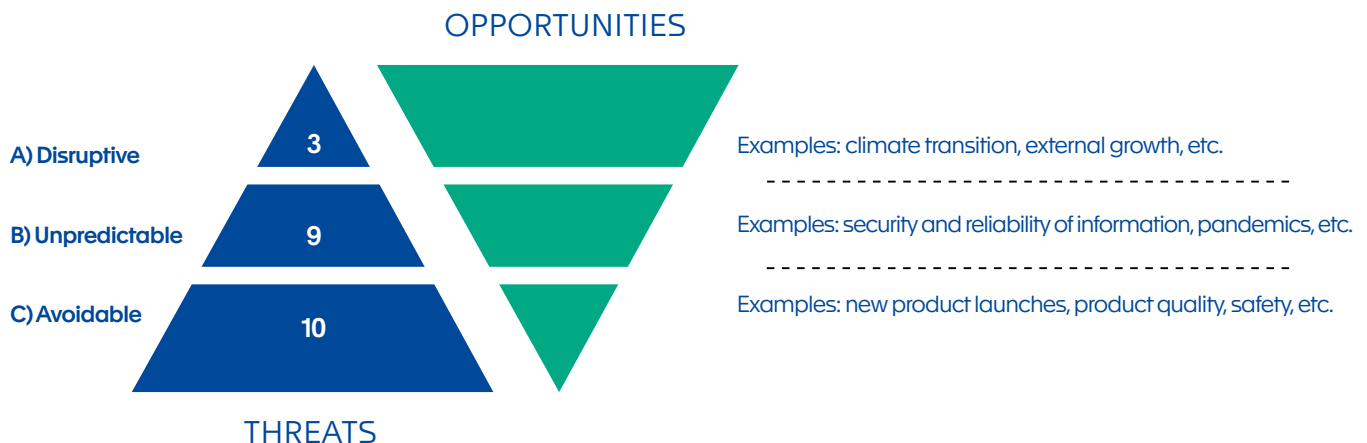 OPPORTUNITIES
A) Disruptive
3
Examples: climate transition, external growth, etc.
B) Unpredictable
9
Examples: security and reliability of information, pandemics, etc.
C) Avoidable
10
Examples: new product launches, product quality, safety, etc.
THREATS